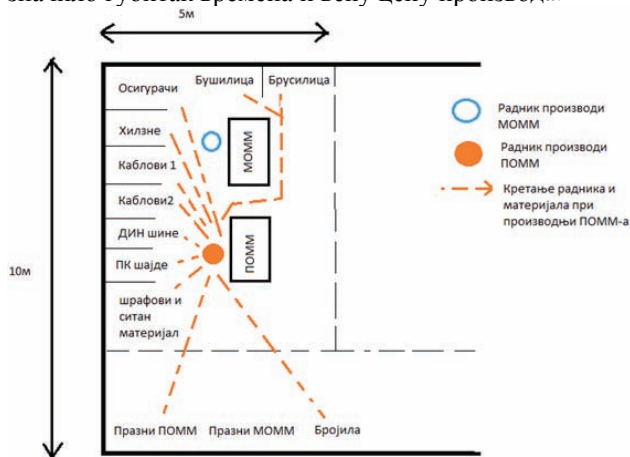 5м
Осигурачи
Бушилица
Брусилица
Хилзне
Каблови 1
Каблови2
ДИН шине
ПК шајде
шрафови и
ситан
материјал
МОММ
ПОММ
10м
Празни ПОММ
Празни МОММ
Бројила
Радник производи
МОММ
Радник производи
ПОММ
Кретање радника и
материјала при
производњи ПОММ-а